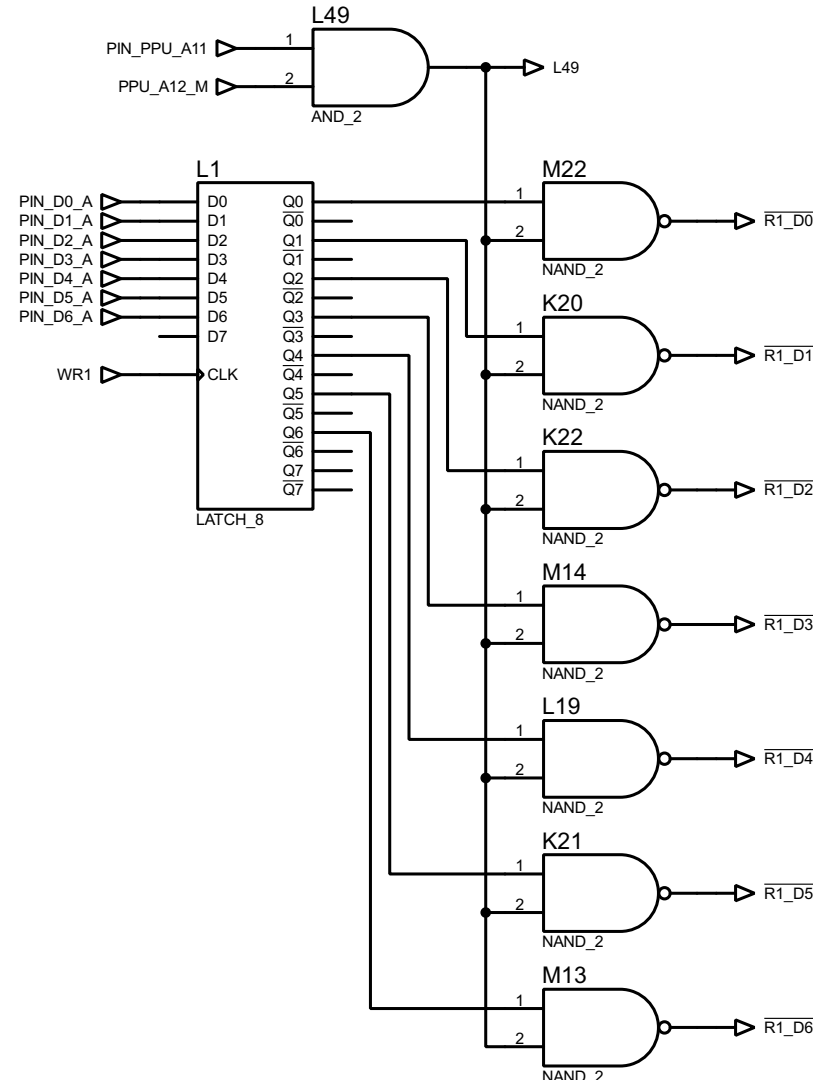 L49
PIN_PPU_A11 1
PPU_A12_M 2
L49
AND_2
L1
PIN_D0_A D0 Q0
Q0
PIN_D1_A D1 Q1
Q1
PIN_D2_A D2 Q2
Q2
PIN_D3_A D3 Q3
Q3
PIN_D4_A D4 Q4
Q4
PIN_D5_A D5 Q5
Q5
PIN_D6_A D6 Q6
Q6
D7 Q7
Q7
WR1 CLK
LATCH_8
M22
1
2
NAND_2
R1_D0
K20
1
2
NAND_2
R1_D1
K22
1
2
NAND_2
R1_D2
M14
1
2
NAND_2
R1_D3
L19
1
2
NAND_2
R1_D4
K21
1
2
NAND_2
R1_D5
M13
1
2
NAND_2
R1_D6